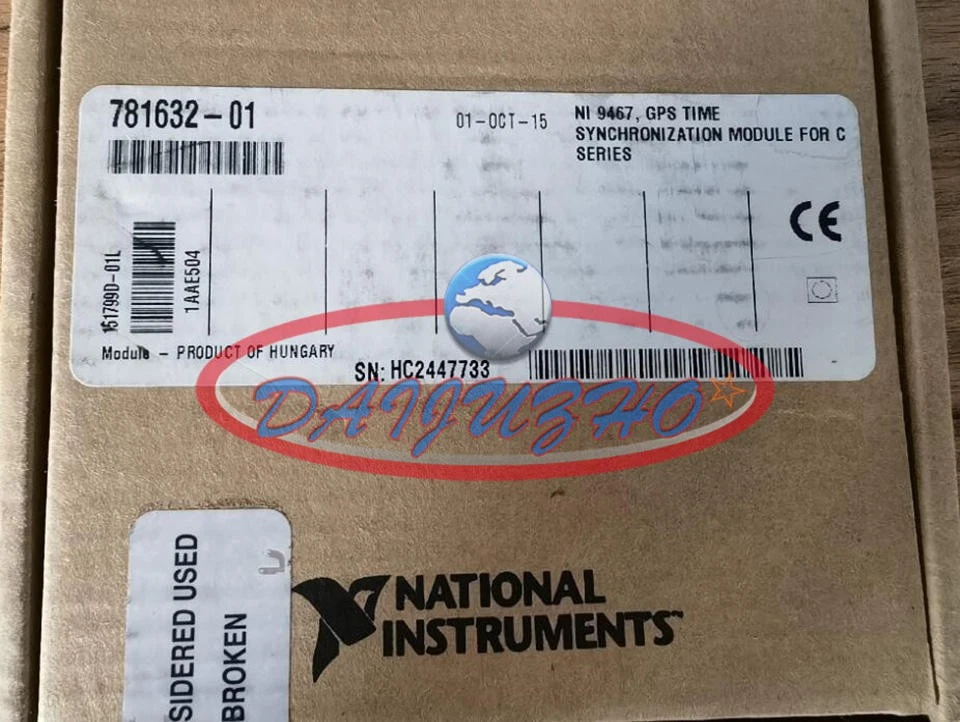 781632-01
01-OCT-15
NI 9467, GPS TIME
SYNCHRONIZATION MODULE FOR C
SERIES
CE
151799D-01L
1AAE504
Module - PRODUCT OF HUNGARY
SN: HC2447733
DAIJUZHO
SIDERED USED
BROKEN
NATIONAL
INSTRUMENTS™